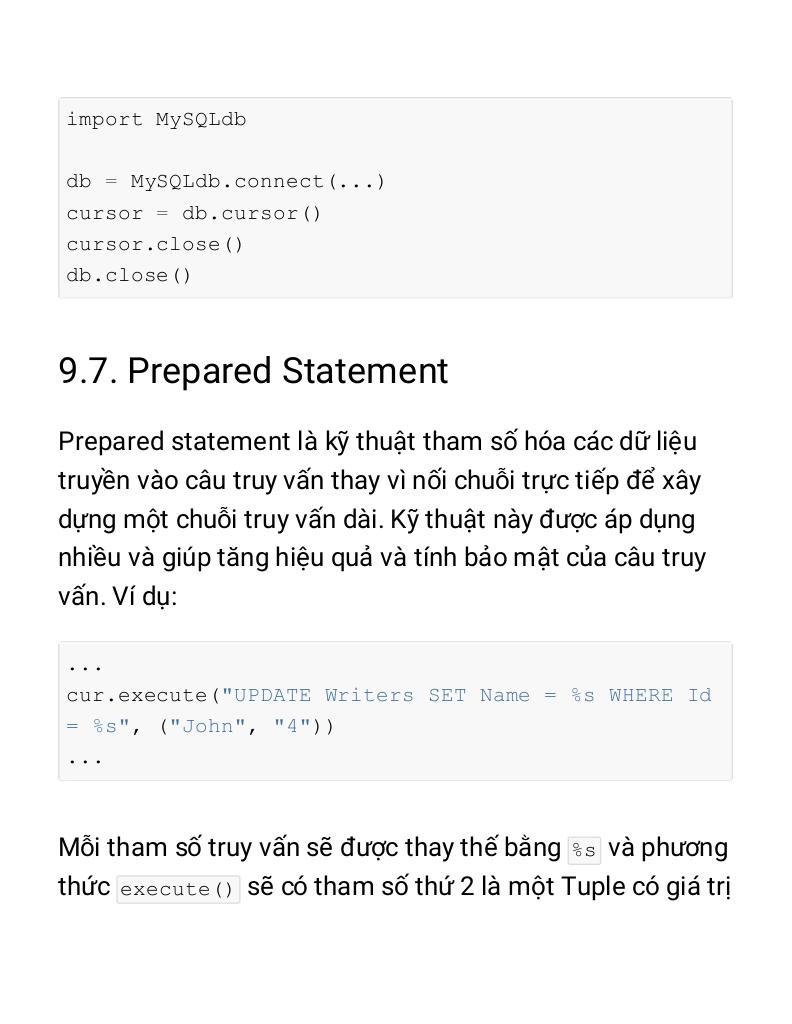 import MySQLdb
db = MySQLdb.connect(...)
cursor = db.cursor()
cursor.close()
db.close()
9.7. Prepared Statement
Prepared statement là kỹ thuật tham số hóa các dữ liệu
truyền vào câu truy vấn thay vì nối chuỗi trực tiếp để xây
dựng một chuỗi truy vấn dài. Kỹ thuật này được áp dụng
nhiều và giúp tăng hiệu quả và tính bảo mật của câu truy
vấn. Ví dụ:
...
cur.execute("UPDATE Writers SET Name = %s WHERE Id
= %s", ("John", "4"))
...
Mỗi tham số truy vấn sẽ được thay thế bằng %s và phương
thức execute() sẽ có tham số thứ 2 là một Tuple có giá trị